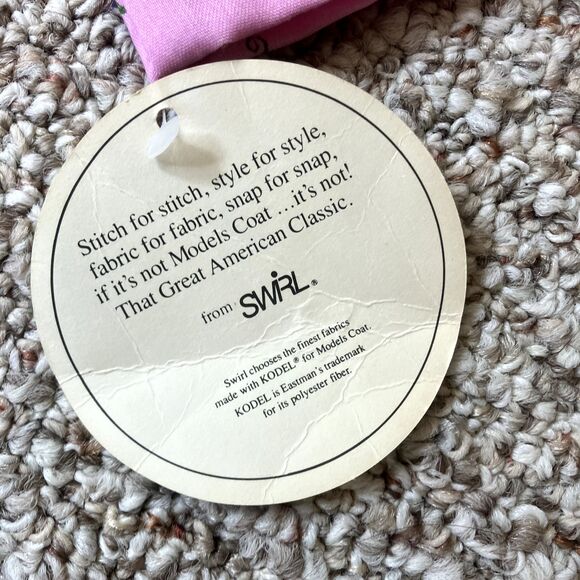 Stitch for stitch, style for style,
fabric for fabric, snap for snap,
if it's not Models Coat ...it's not!
That Great American Classic.
from SWIRL®
Swirl chooses the finest fabrics
made with KODEL® for Models Coat.
KODEL is Eastman's trademark
for its polyester fiber.